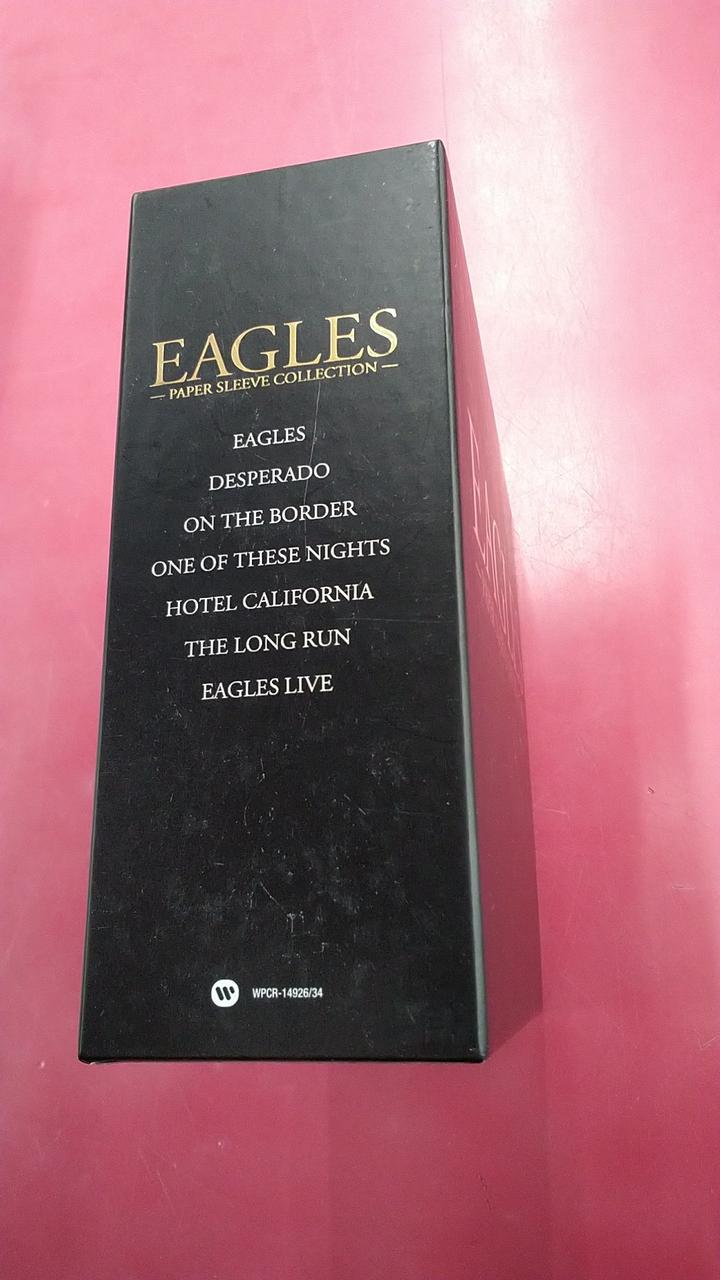 EAGLES
— PAPER SLEEVE COLLECTION —
EAGLES
DESPERADO
ON THE BORDER
ONE OF THESE NIGHTS
HOTEL CALIFORNIA
THE LONG RUN
EAGLES LIVE
WPCR-14926/34